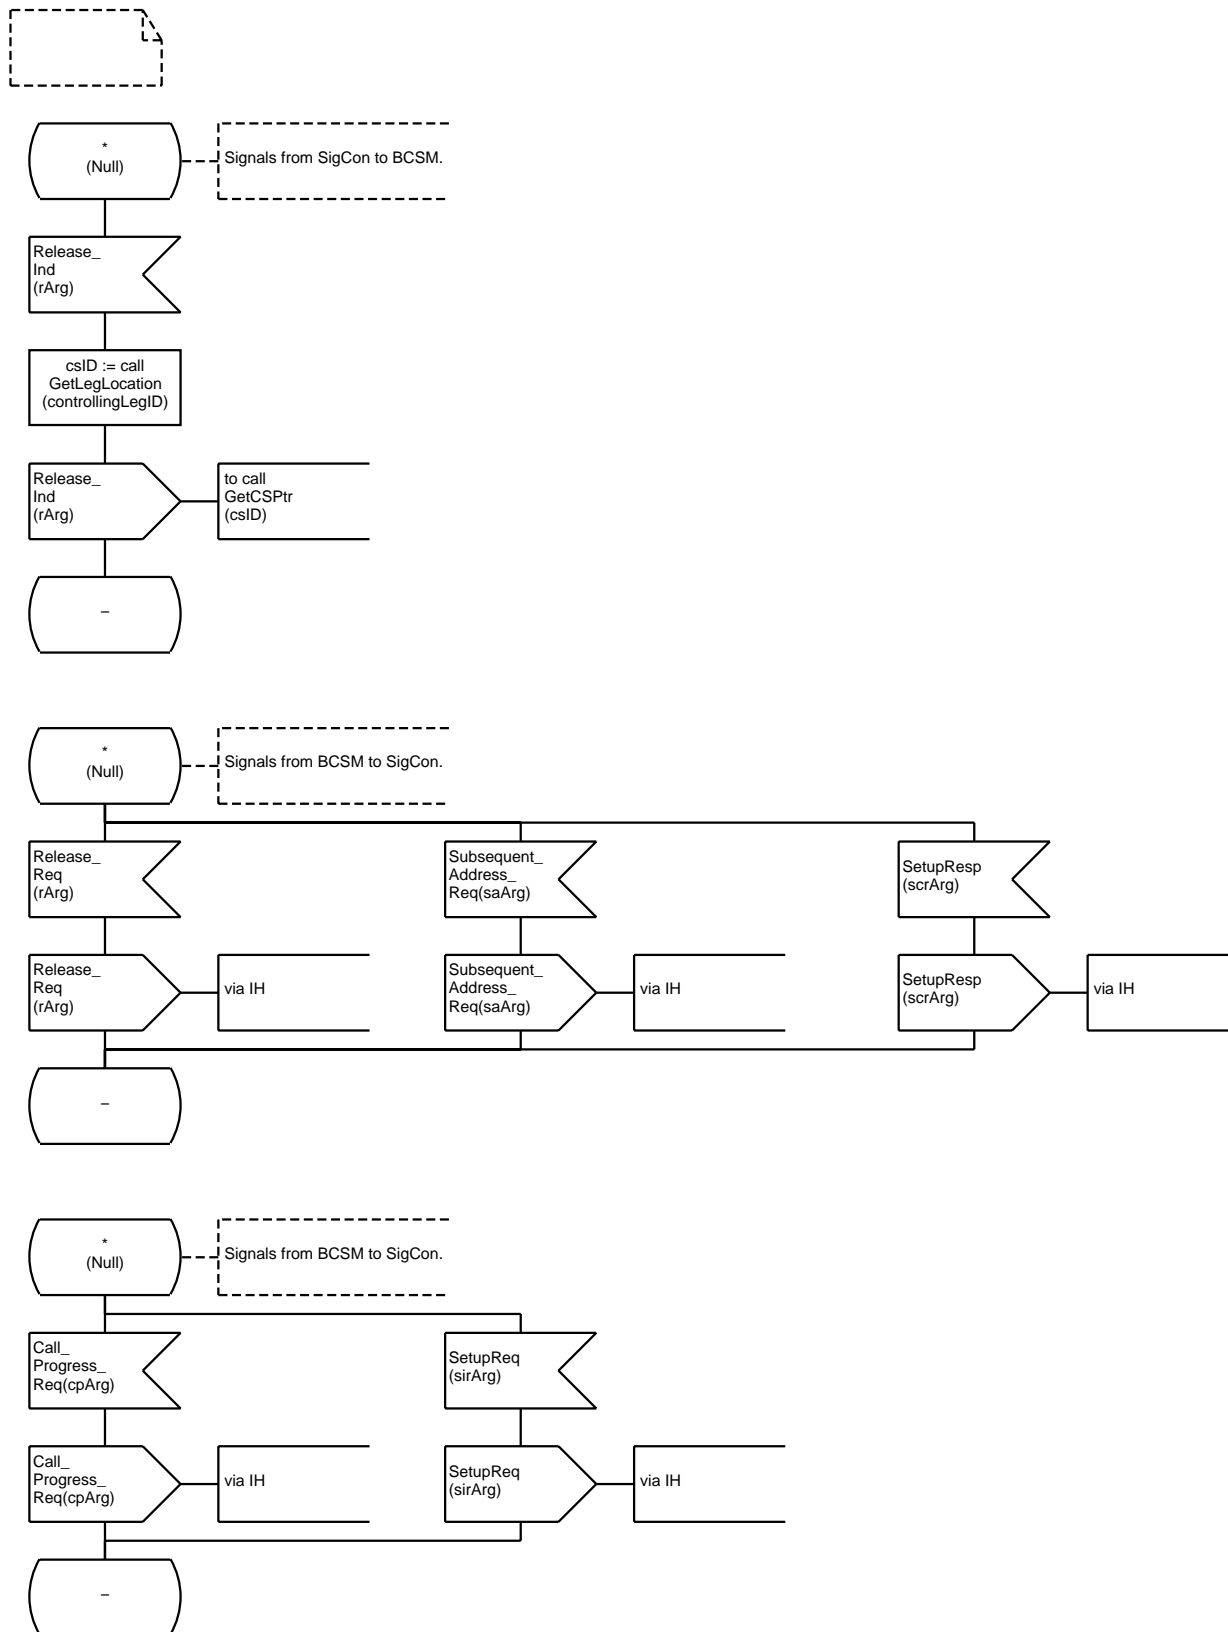 *
(Null)
Signals from SigCon to BCSM.
Release_
Ind
(rArg)
csID := call
GetLegLocation
(controllingLegID)
Release_
Ind
(rArg)
to call
GetCSPtr
(csID)
–
*
(Null)
Signals from BCSM to SigCon.
Release_
Req
(rArg)
Subsequent_
Address_
Req(saArg)
SetupResp
(scrArg)
Release_
Req
(rArg)
via IH
Subsequent_
Address_
Req(saArg)
via IH
SetupResp
(scrArg)
via IH
–
*
(Null)
Signals from BCSM to SigCon.
Call_
Progress_
Req(cpArg)
SetupReq
(sirArg)
Call_
Progress_
Req(cpArg)
via IH
SetupReq
(sirArg)
via IH
–